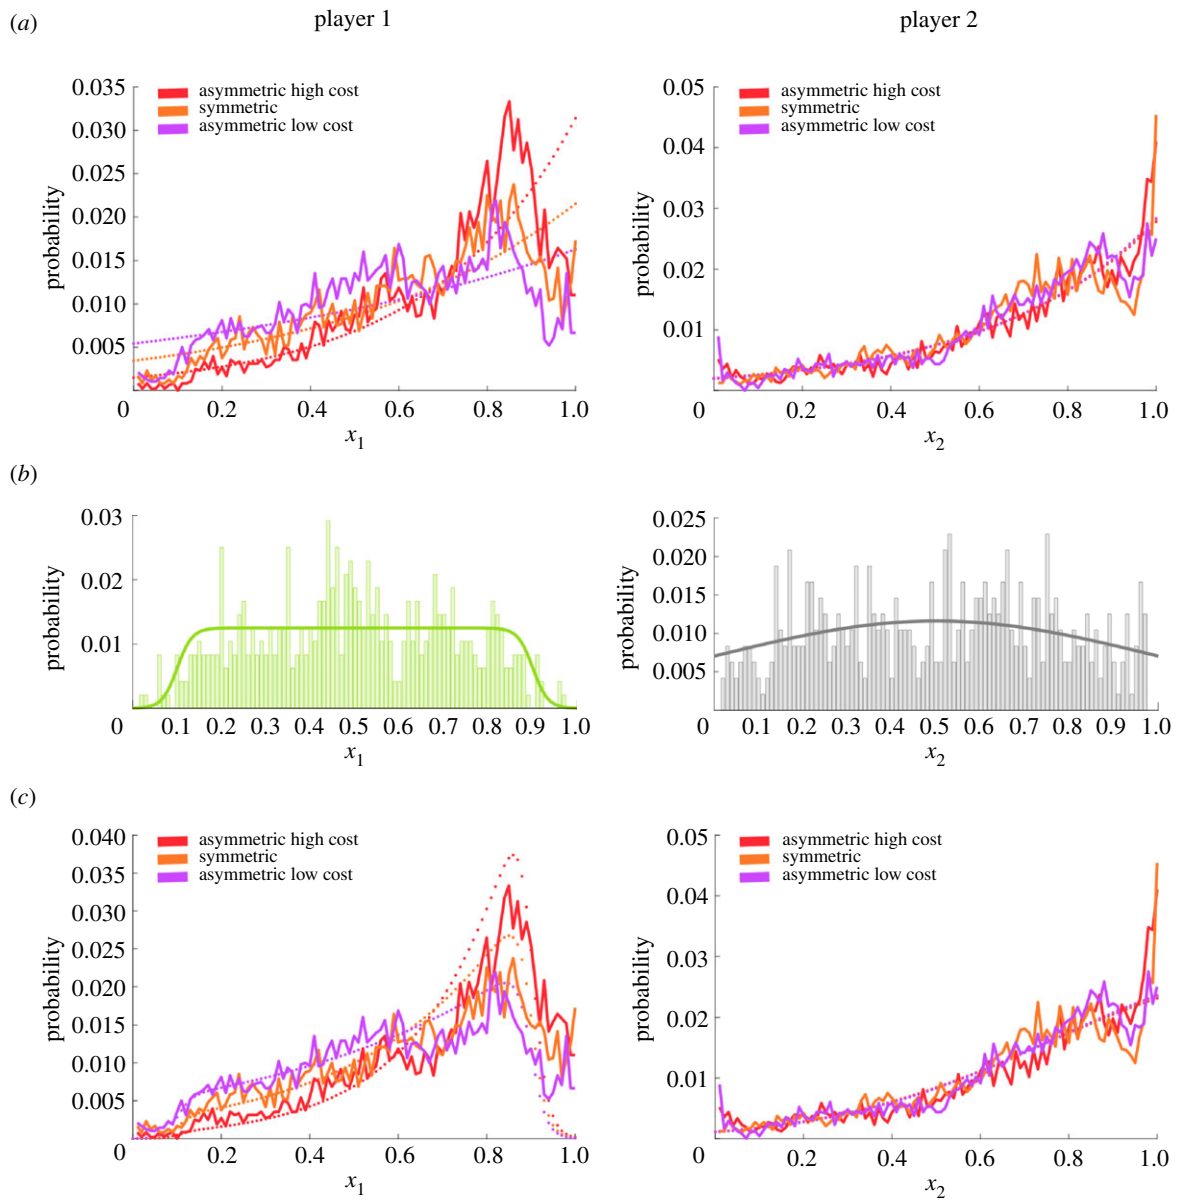 (a)
player 1
player 2
0.035
0.030
0.025
0.020
0.015
0.010
0.005
0
0.2
0.4
0.6
0.8
1.0
probability
x1
asymmetric high cost
symmetric
asymmetric low cost
0.05
0.04
0.03
0.02
0.01
0
0.2
0.4
0.6
0.8
1.0
probability
x2
asymmetric high cost
symmetric
asymmetric low cost
(b)
0.03
0.02
0.01
0
0.1
0.2
0.3
0.4
0.5
0.6
0.7
0.8
0.9
1.0
probability
x1
0.025
0.020
0.015
0.010
0.005
0
0.1
0.2
0.3
0.4
0.5
0.6
0.7
0.8
0.9
1.0
probability
x2
(c)
0.040
0.035
0.030
0.025
0.020
0.015
0.010
0.005
0
0.2
0.4
0.6
0.8
1.0
probability
x1
asymmetric high cost
symmetric
asymmetric low cost
0.05
0.04
0.03
0.02
0.01
0
0.2
0.4
0.6
0.8
1.0
probability
x2
asymmetric high cost
symmetric
asymmetric low cost